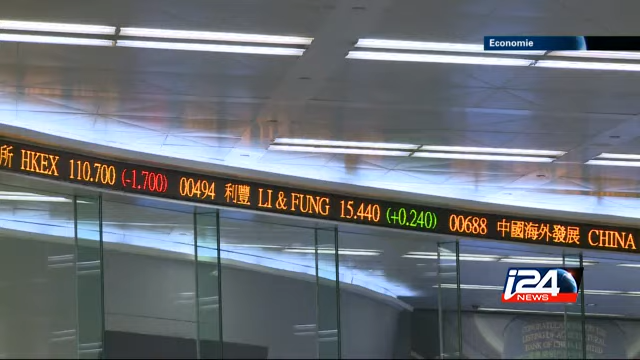 Economie
所 HKEX 110.700 (-1.700) 00494 利豐 LI & FUNG 15.440 (+0.240) 00688 中國海外發展 CHINA
i24
NEWS